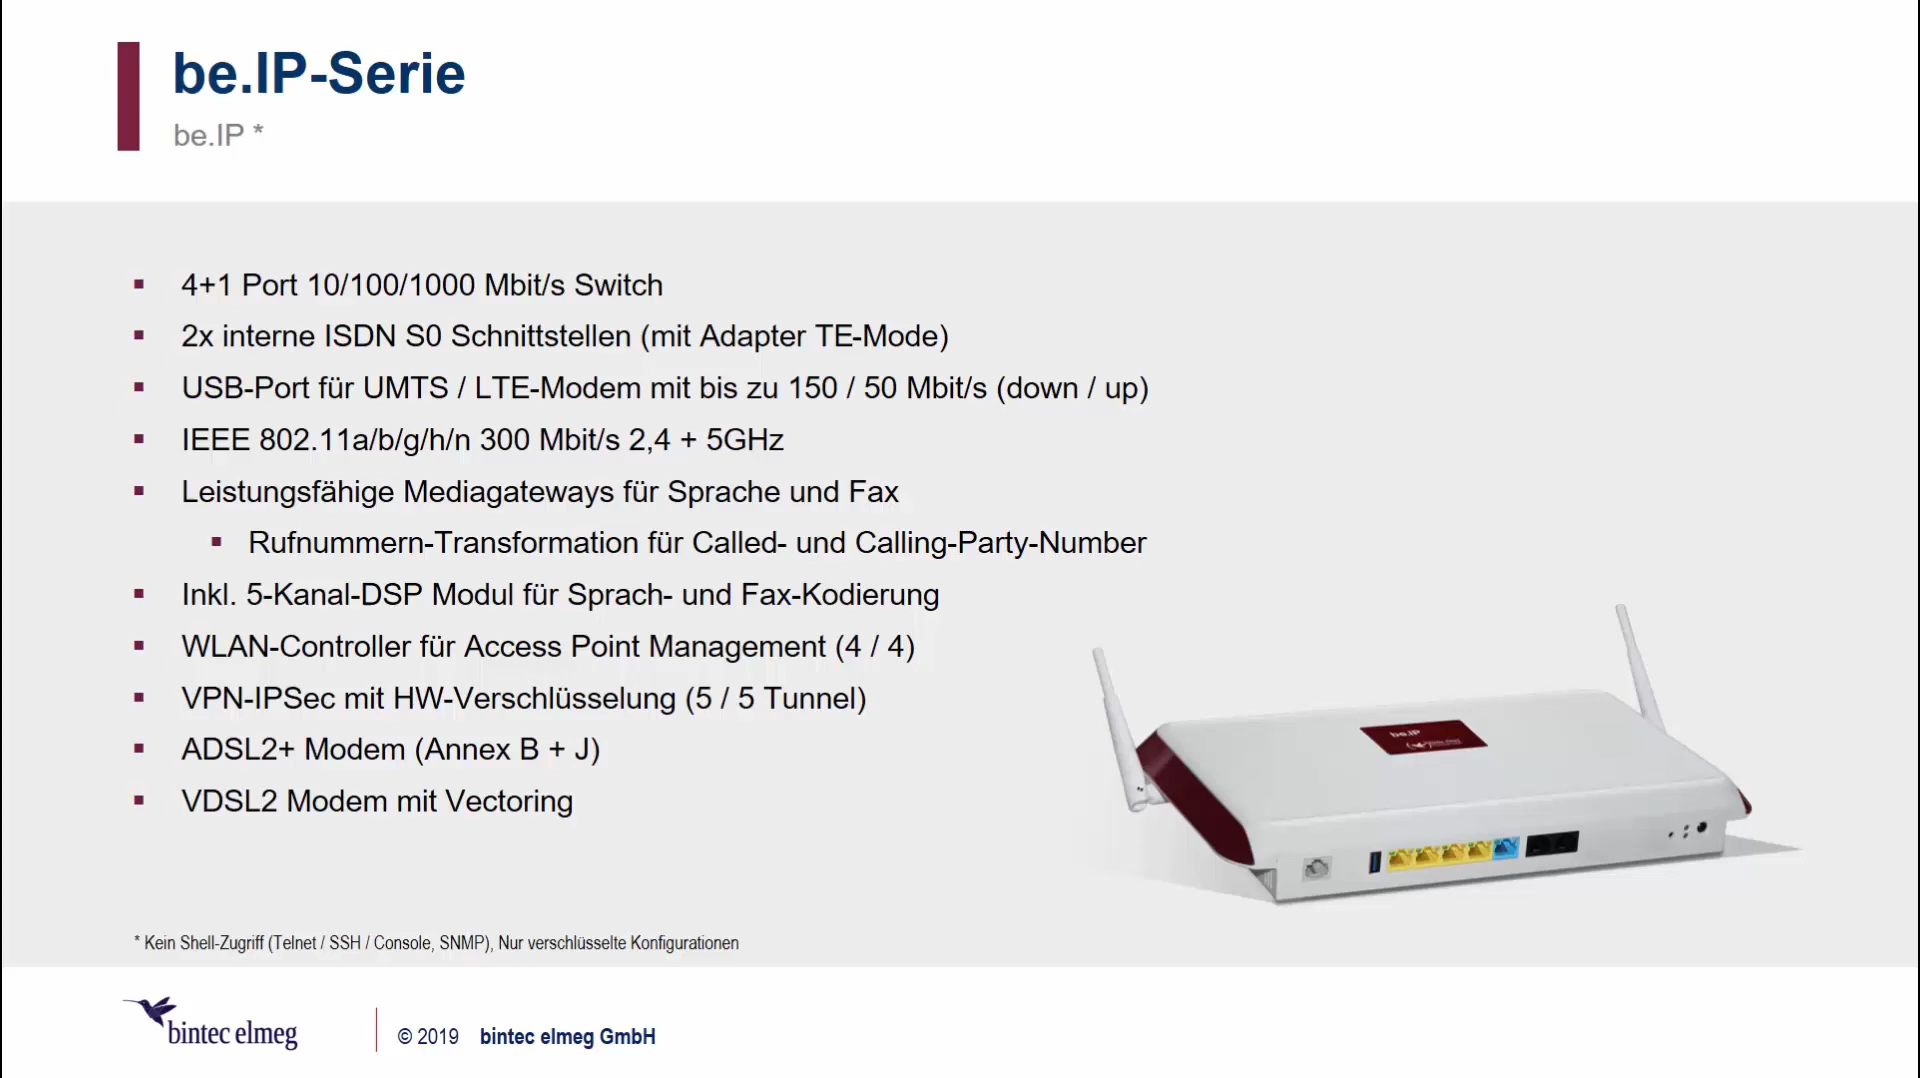 be.IP-Serie
be.IP *
4+1 Port 10/100/1000 Mbit/s Switch
2x interne ISDN S0 Schnittstellen (mit Adapter TE-Mode)
USB-Port für UMTS / LTE-Modem mit bis zu 150 / 50 Mbit/s (down / up)
IEEE 802.11a/b/g/h/n 300 Mbit/s 2,4 + 5GHz
Leistungsfähige Mediagateways für Sprache und Fax
Rufnummern-Transformation für Called- und Calling-Party-Number
Inkl. 5-Kanal-DSP Modul für Sprach- und Fax-Kodierung
WLAN-Controller für Access Point Management (4 / 4)
VPN-IPSec mit HW-Verschlüsselung (5 / 5 Tunnel)
ADSL2+ Modem (Annex B + J)
VDSL2 Modem mit Vectoring
be.IP
* Kein Shell-Zugriff (Telnet / SSH / Console, SNMP), Nur verschlüsselte Konfigurationen
bintec elmeg
© 2019 bintec elmeg GmbH